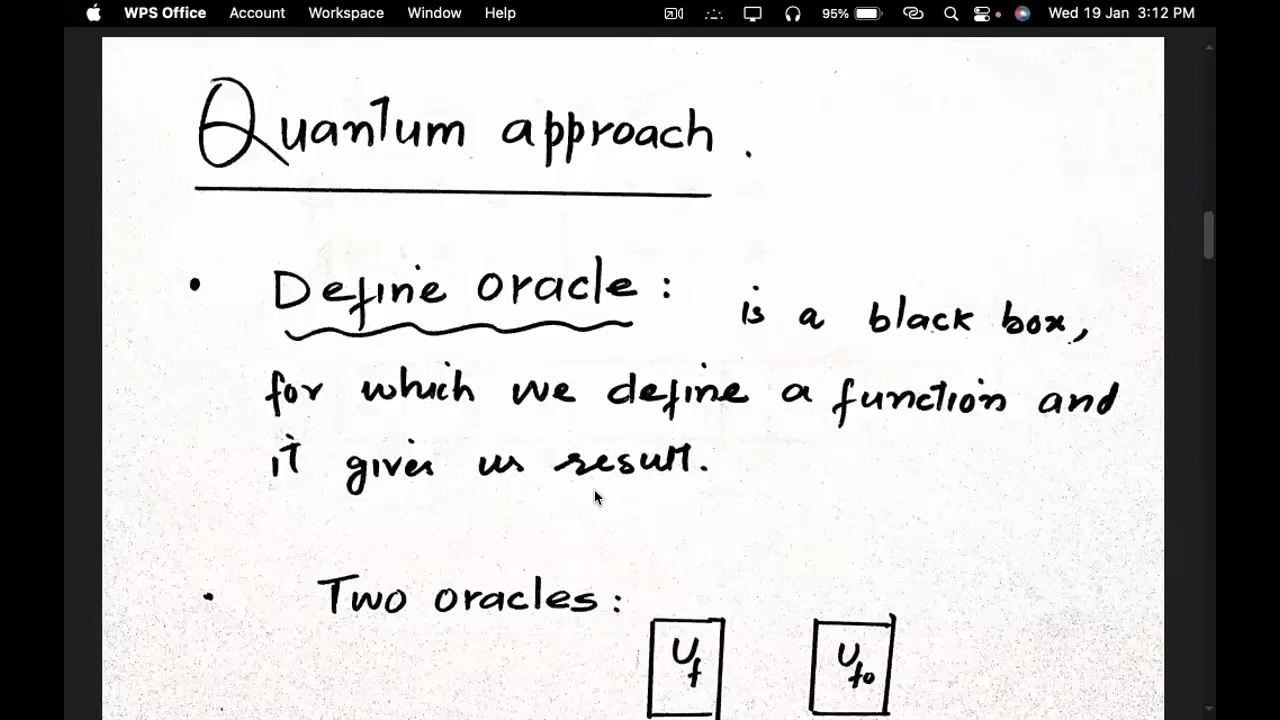 WPS Office Account Workspace Window Help 95% Wed 19 Jan 3:12 PM
Quantum approach.
• Define oracle: is a black box,
for which we define a function and
it gives us result.
• Two oracles:
Uf Ufo